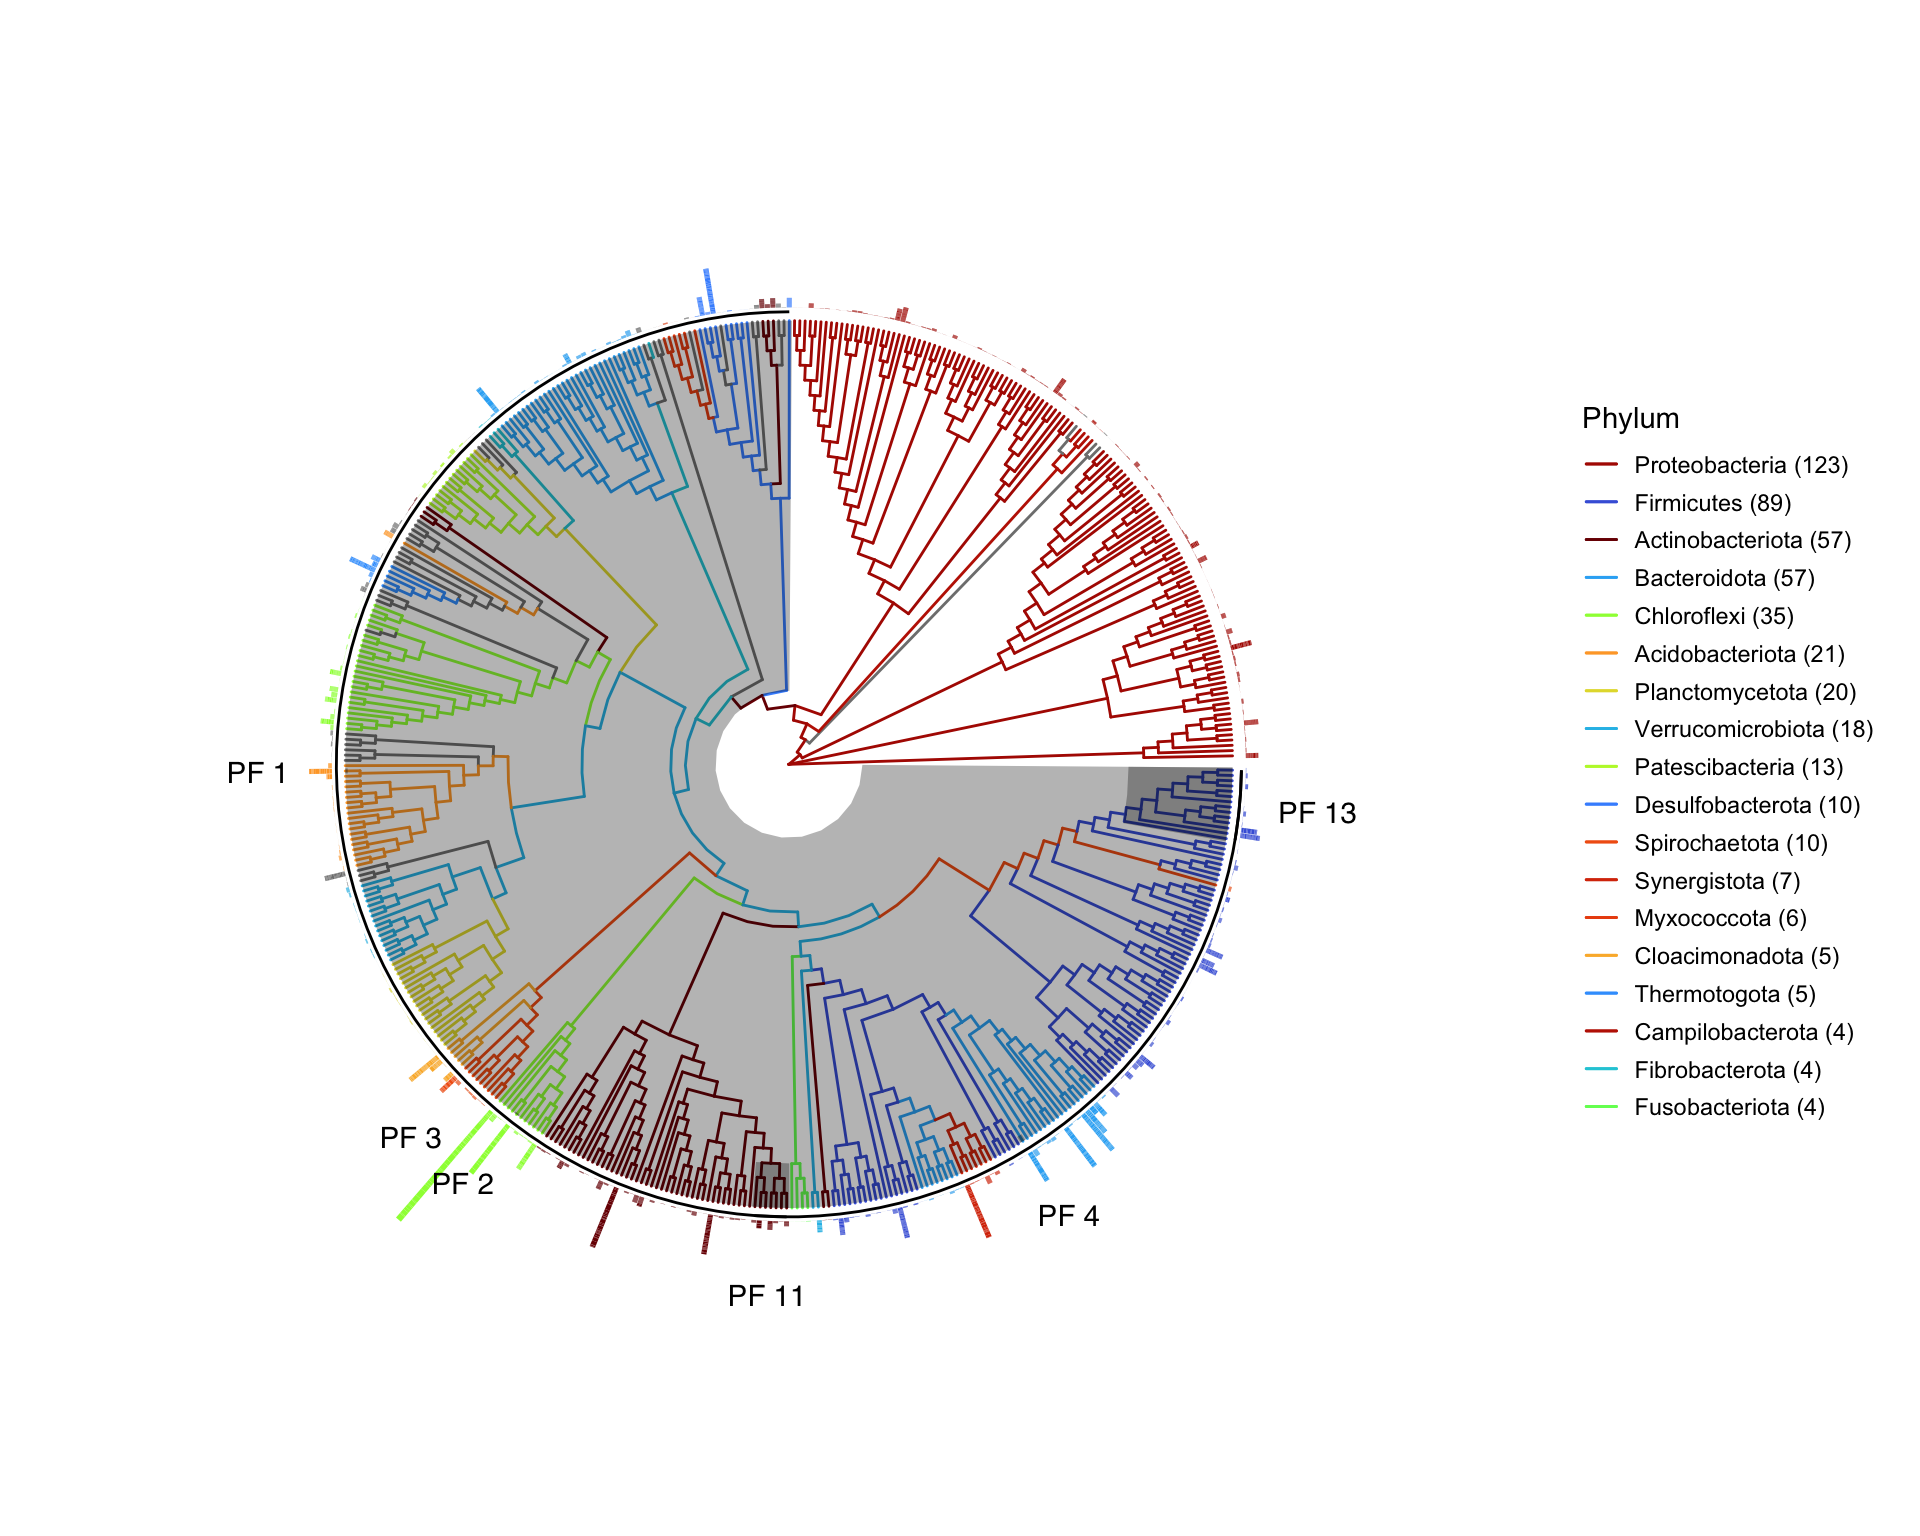 Phylum
Proteobacteria (123)
Firmicutes (89)
Actinobacteriota (57)
Bacteroidota (57)
Chloroflexi (35)
Acidobacteriota (21)
Planctomycetota (20)
Verrucomicrobiota (18)
Patescibacteria (13)
Desulfobacterota (10)
Spirochaetota (10)
Synergistota (7)
Myxococcota (6)
Cloacimonadota (5)
Thermotogota (5)
Campilobacterota (4)
Fibrobacterota (4)
Fusobacteriota (4)
PF 1
PF 13
PF 3
PF 2
PF 4
PF 11